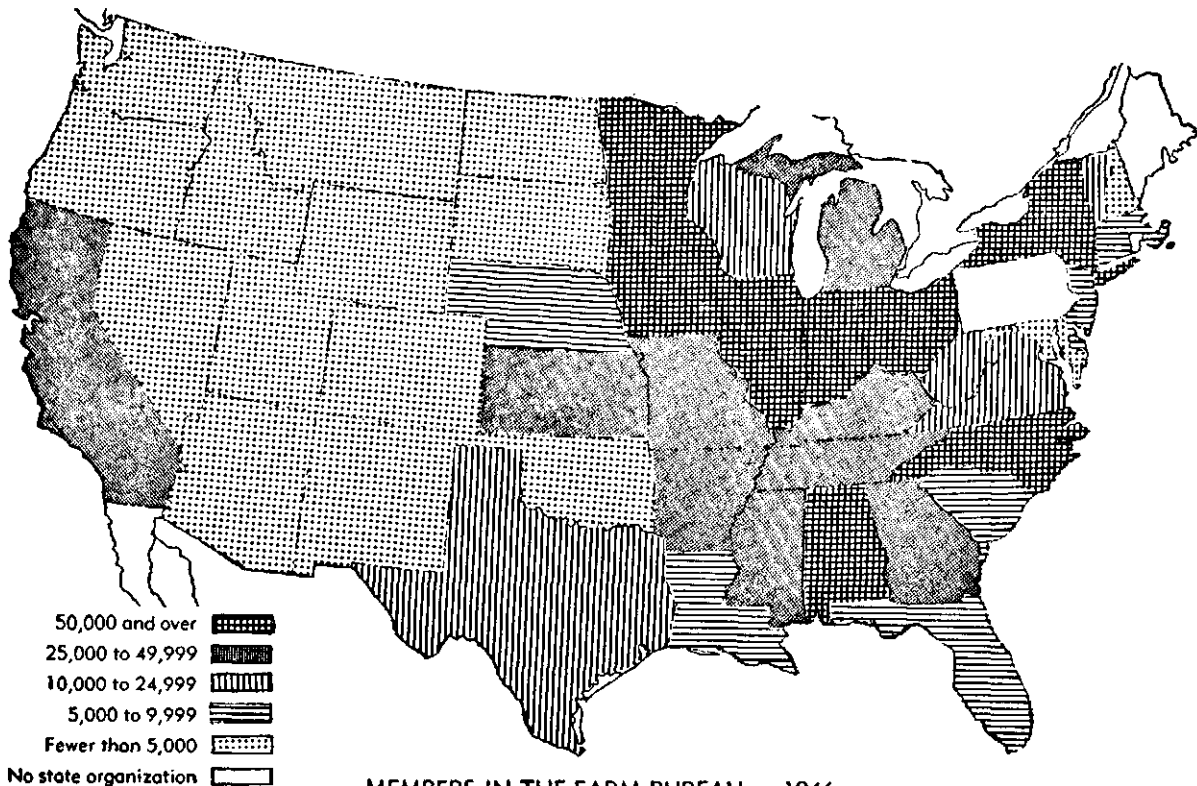 50,000 and over
25,000 to 49,999
10,000 to 24,999
5,000 to 9,999
Fewer than 5,000
No state organization
MEMBERS IN THE FARM BUREAU